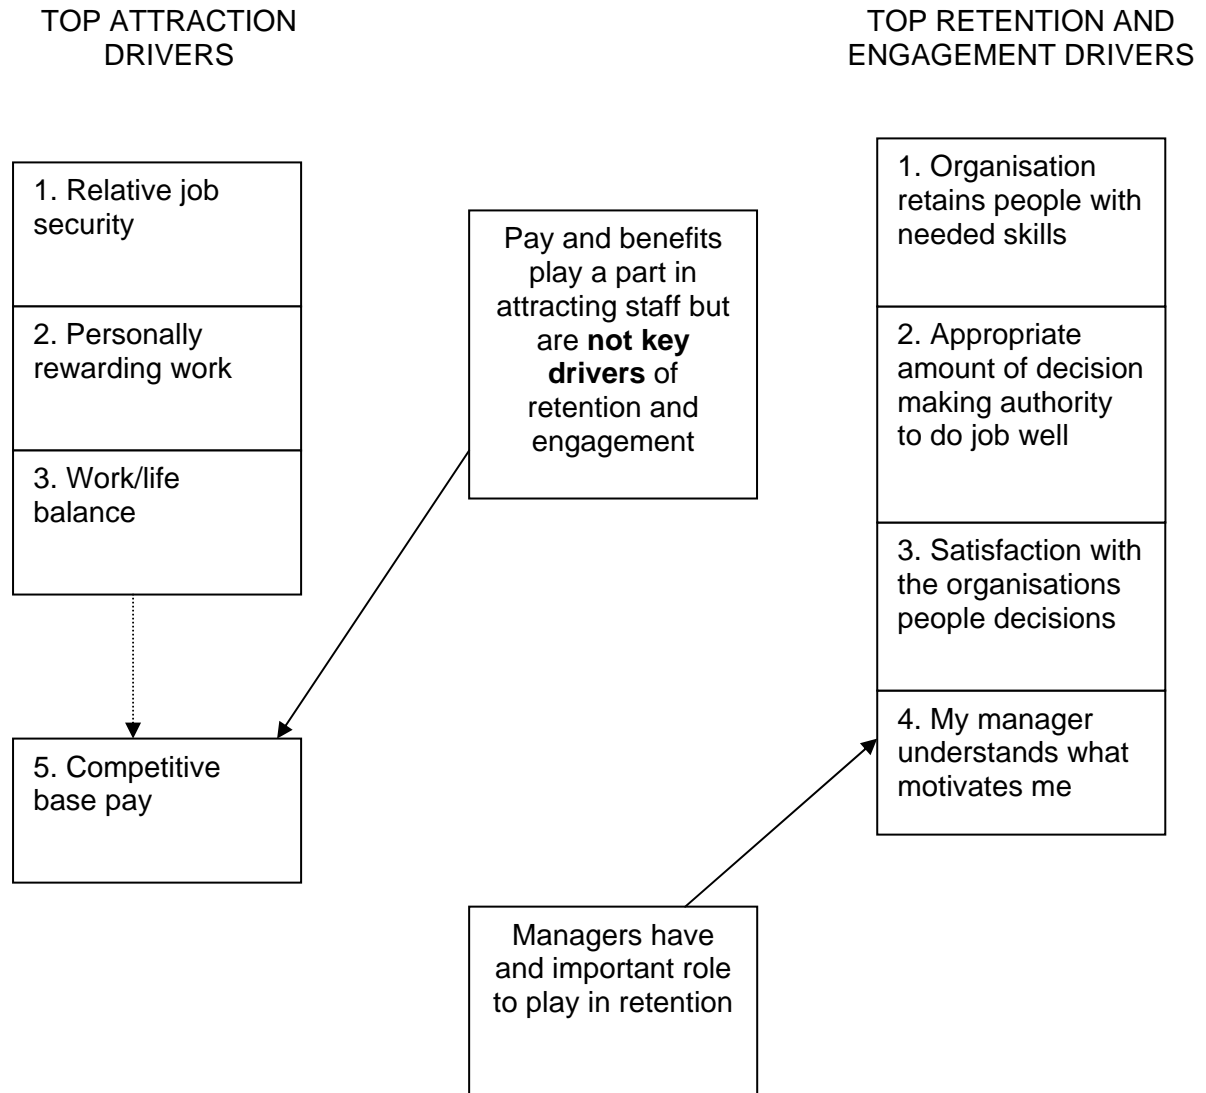 TOP ATTRACTION
DRIVERS
TOP RETENTION AND
ENGAGEMENT DRIVERS
1. Relative job
security
2. Personally
rewarding work
3. Work/life
balance
5. Competitive
base pay
Pay and benefits
play a part in
attracting staff but
are not key
drivers of
retention and
engagement
Managers have
and important role
to play in retention
1. Organisation
retains people with
needed skills
2. Appropriate
amount of decision
making authority
to do job well
3. Satisfaction with
the organisations
people decisions
4. My manager
understands what
motivates me